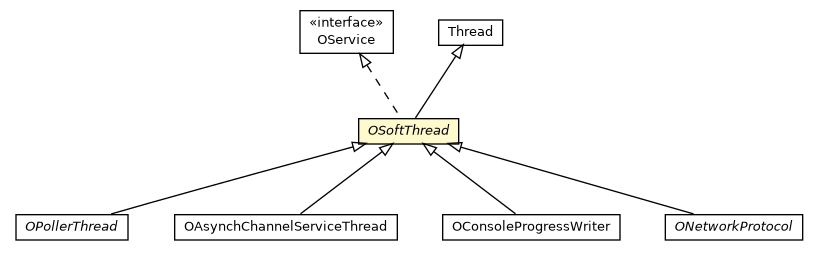 «interface»
OService
Thread
OSoftThread
OPollerThread
OAsynchChannelServiceThread
OConsoleProgressWriter
ONetworkProtocol